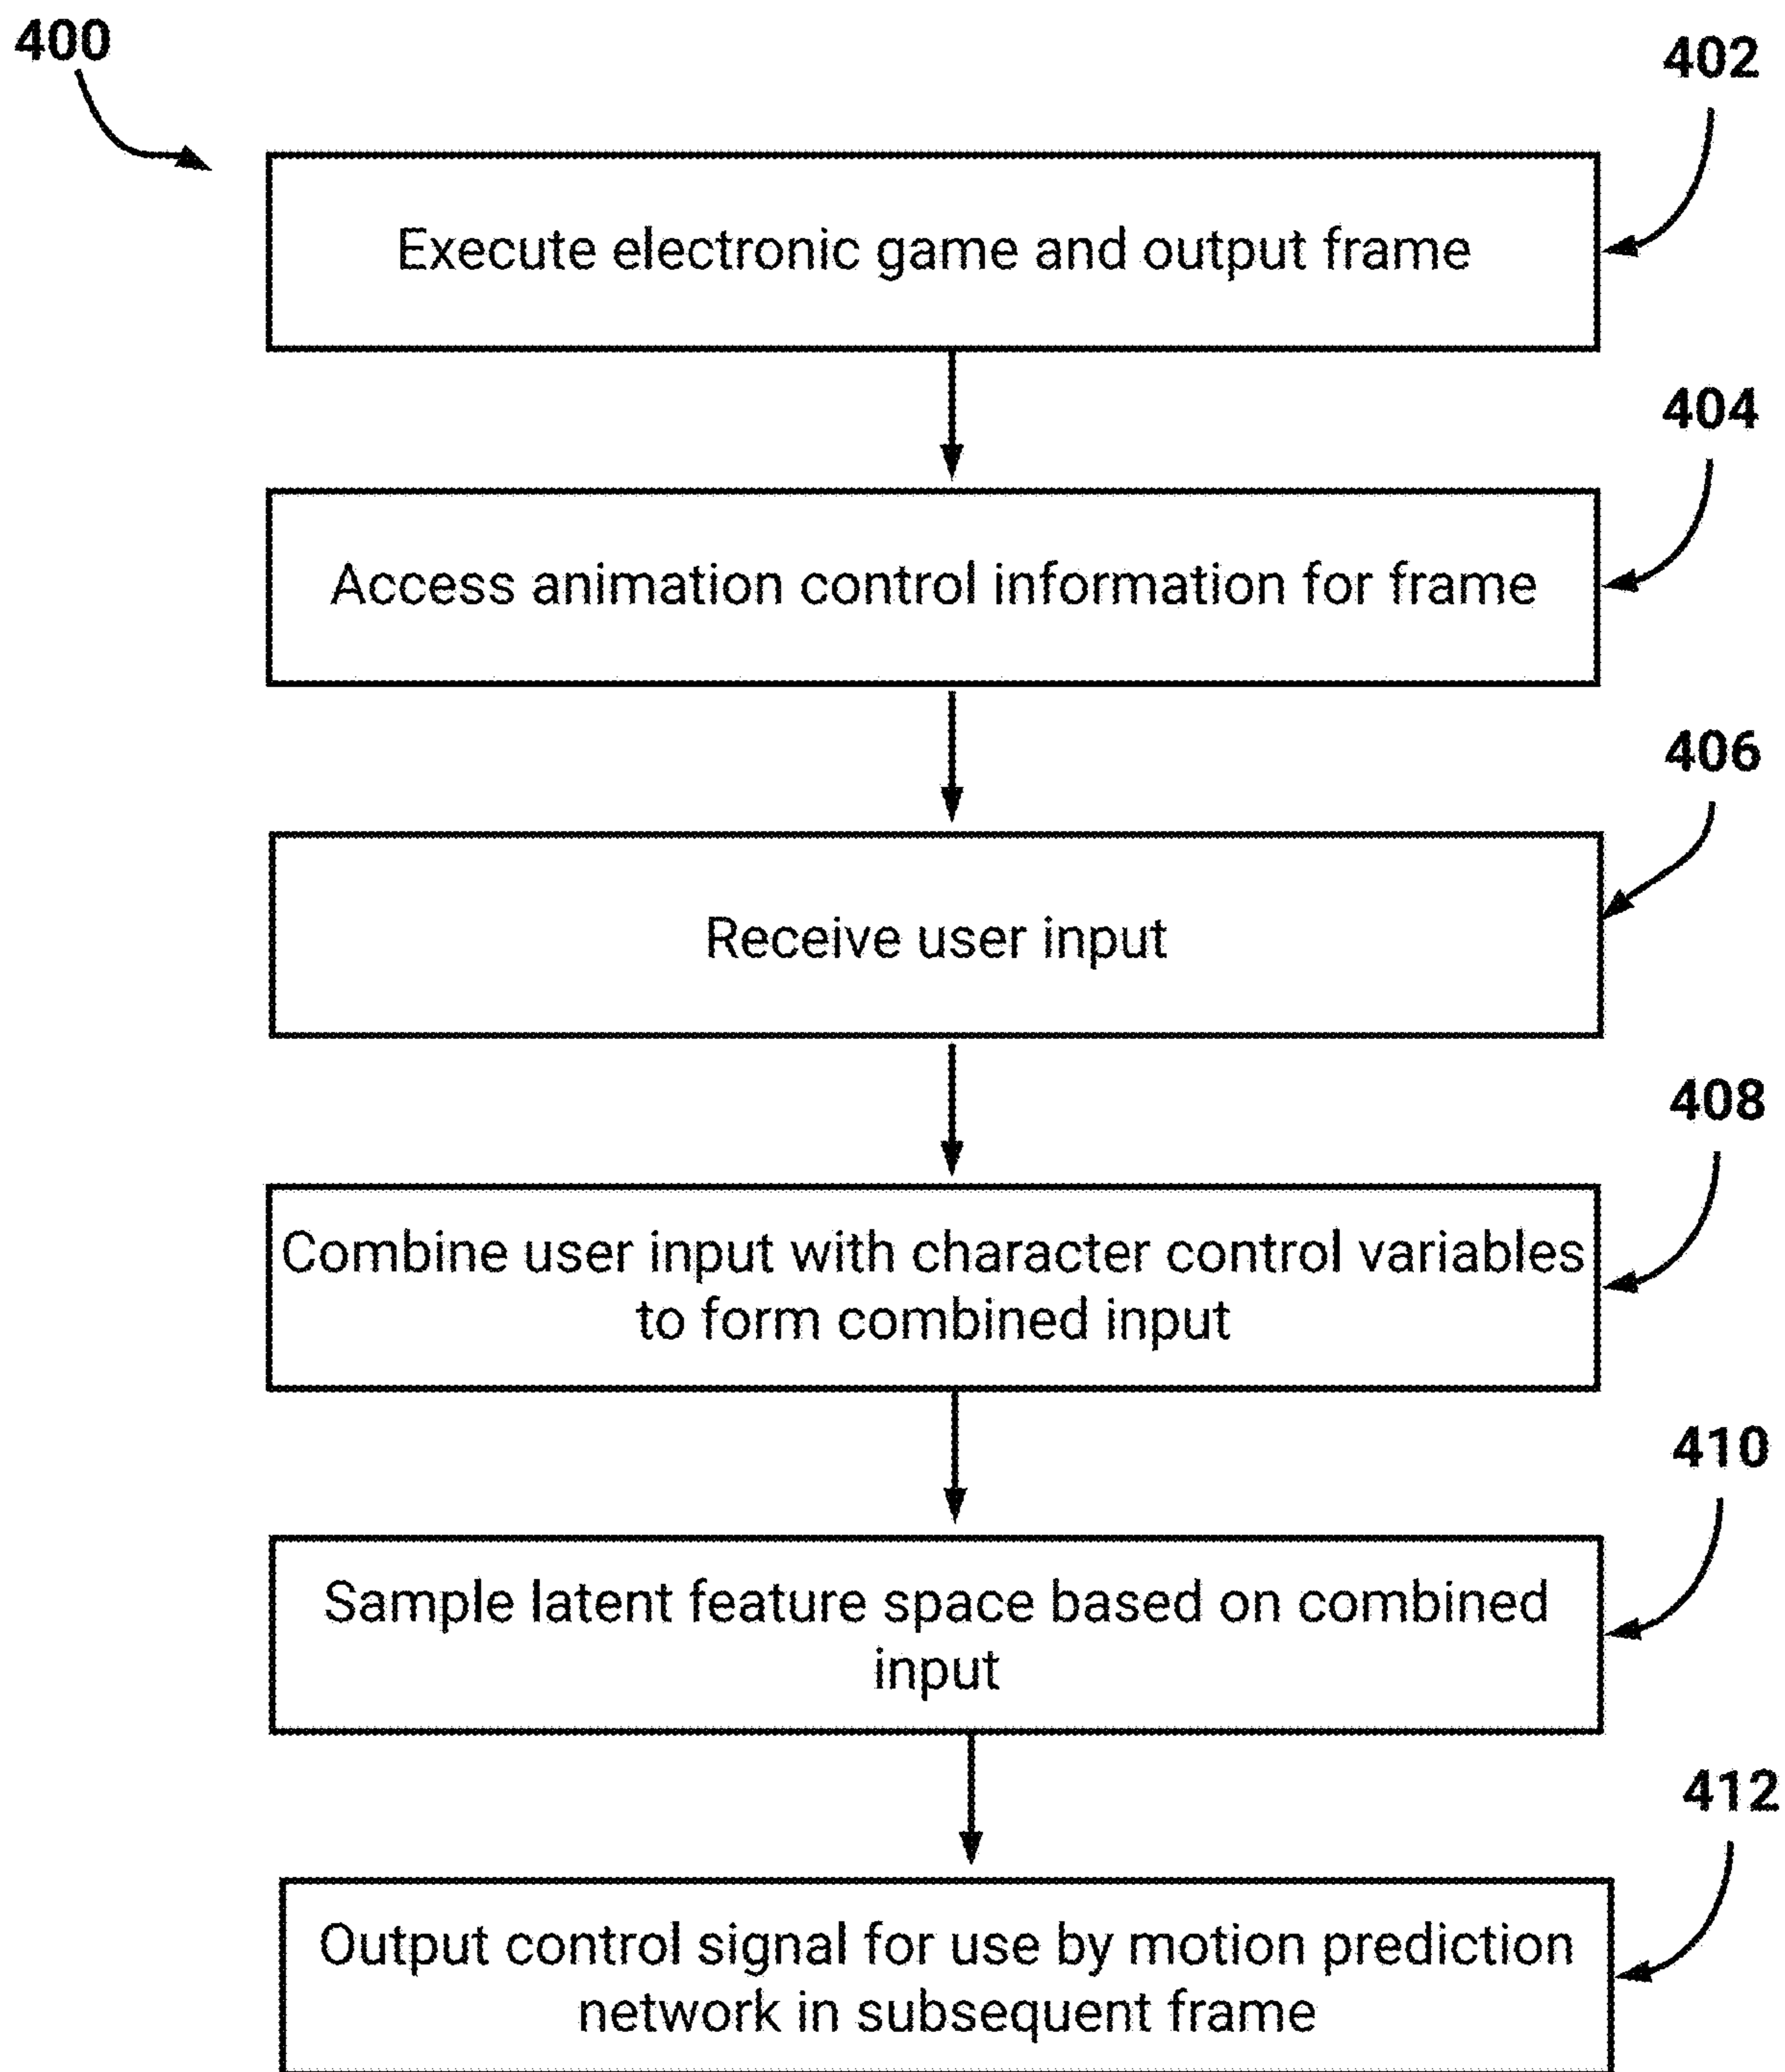 400
402
Execute electronic game and output frame
404
Access animation control information for frame
406
Receive user input
408
Combine user input with character control variables
to form combined input
410
Sample latent feature space based on combined
input
412
Output control signal for use by motion prediction
network in subsequent frame